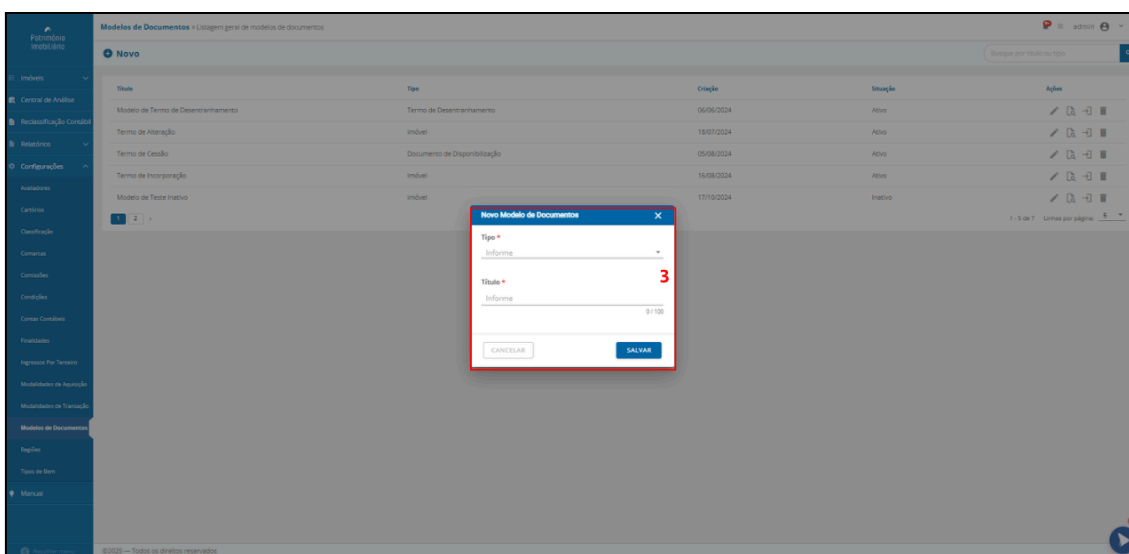 Patrimônio
Imobiliário
Modelos de Documentos » Listagem geral de modelos de documentos
admin
Novo
Busque por título ou tipo
Imóveis
Central de Análise
Reclassificação Contábil
Relatórios
Configurações
Avaliadores
Cartórios
Classificação
Comarcas
Comissões
Condições
Contas Contábeis
Finalidades
Ingressos Por Terceiro
Modalidades de Aquisição
Modalidades de Transação
Modelos de Documentos
Regiões
Tipos de Bem
Manual
Título Tipo Criação Situação Ações
Modelo de Termo de Desentranhamento Termo de Desentranhamento 06/06/2024 Ativo
Termo de Alteração Imóvel 18/07/2024 Ativo
Termo de Cessão Documento de Disponibilização 05/08/2024 Ativo
Termo de Incorporação Imóvel 16/08/2024 Ativo
Modelo de Teste Inativo Imóvel 17/10/2024 Inativo
1 2
1 - 5 de 7 Linhas por página: 5
Novo Modelo de Documentos
Tipo *
Informe
3
Título *
Informe
0 / 100
CANCELAR SALVAR
©2025 — Todos os direitos reservados